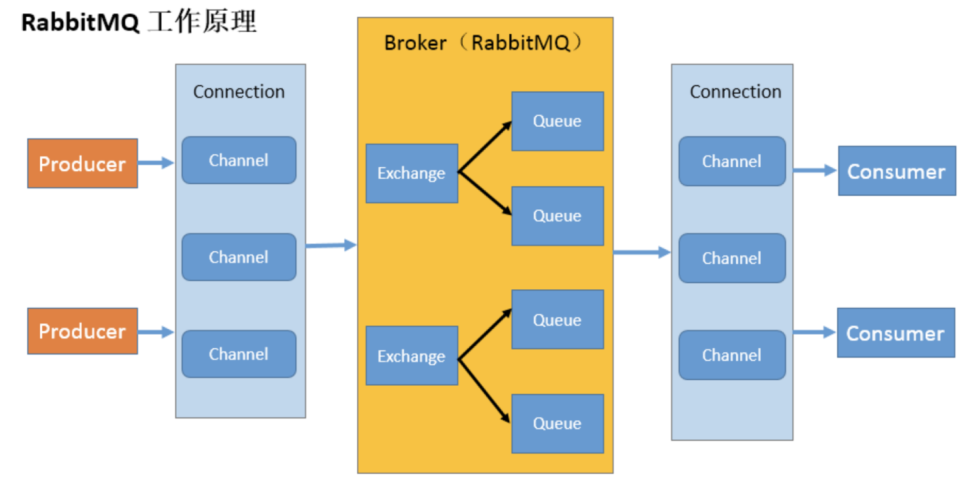 RabbitMQ 工作原理
Broker（RabbitMQ）
Connection
Connection
Producer
Channel
Exchange
Queue
Queue
Channel
Consumer
Channel
Channel
Producer
Channel
Exchange
Queue
Queue
Channel
Consumer